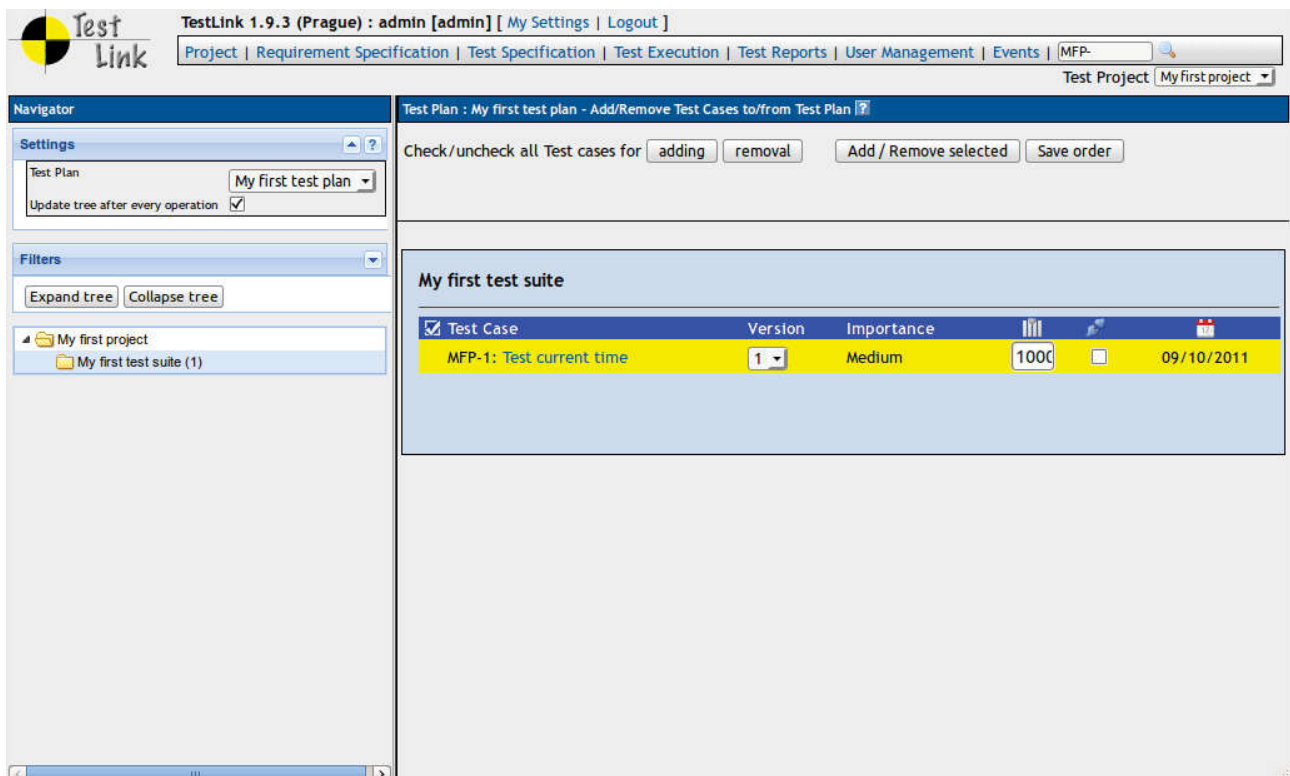 Test
Link
TestLink 1.9.3 (Prague) : admin [admin] [ My Settings | Logout ]
Project | Requirement Specification | Test Specification | Test Execution | Test Reports | User Management | Events | MFP-
Test Project My first project
Navigator
Settings
?
Test Plan
My first test plan
Update tree after every operation
Filters
Expand tree Collapse tree
My first project
My first test suite (1)
Test Plan : My first test plan - Add/Remove Test Cases to/from Test Plan ?
Check/uncheck all Test cases for adding removal Add / Remove selected Save order
My first test suite
Test Case Version Importance
MFP-1: Test current time 1 Medium 1000 09/10/2011